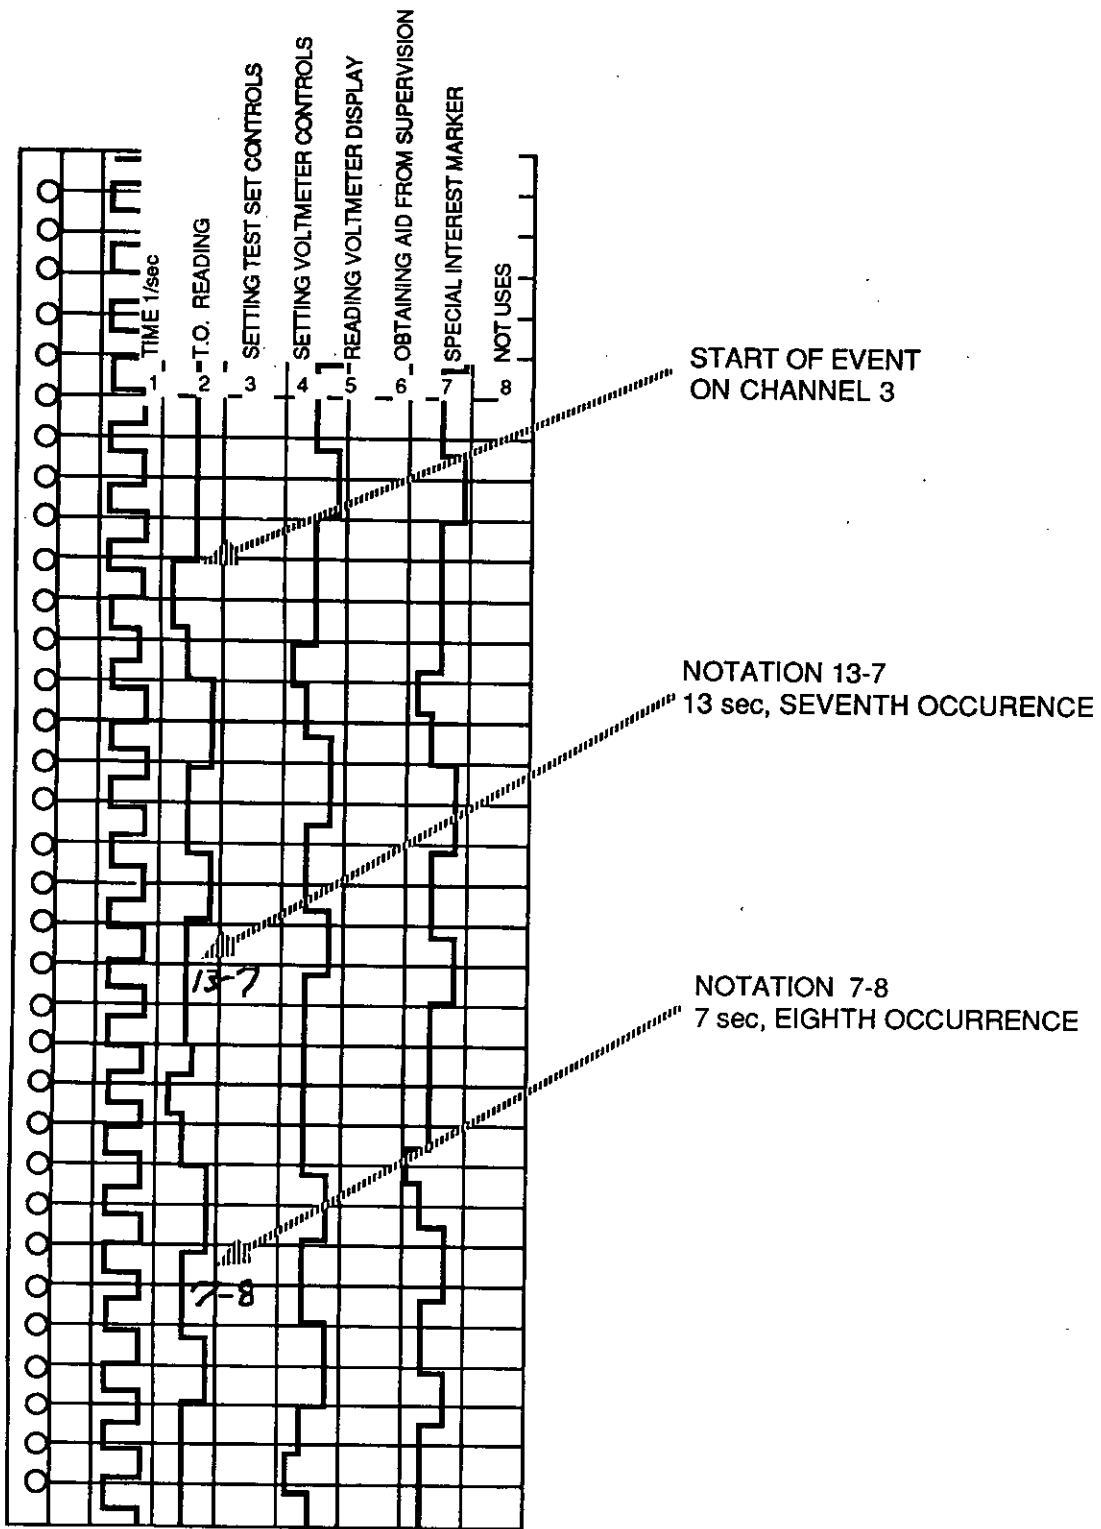 TIME 1/sec
T.O. READING
SETTING TEST SET CONTROLS
SETTING VOLTMETER CONTROLS
READING VOLTMETER DISPLAY
OBTAINING AID FROM SUPERVISION
SPECIAL INTEREST MARKER
NOT USES
1 2 3 4 5 6 7 8
START OF EVENT
ON CHANNEL 3
NOTATION 13-7
13 sec, SEVENTH OCCURENCE
13-7
NOTATION 7-8
7 sec, EIGHTH OCCURRENCE
7-8